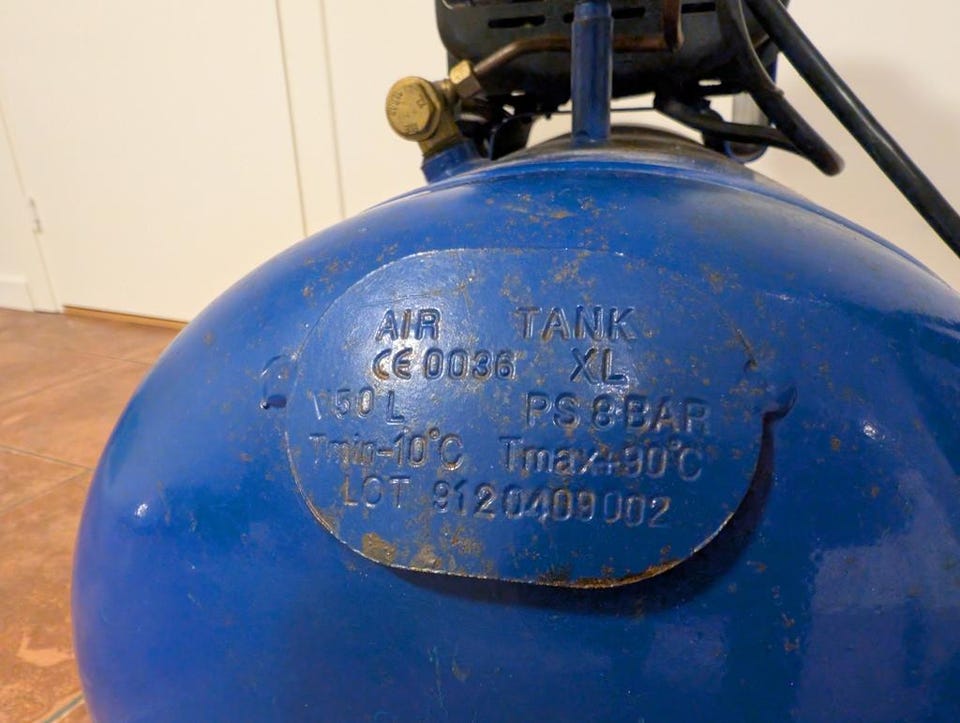 AIR TANK
CE 0036 XL
V50 L PS 8 BAR
Tmin-10°C Tmax+90°C
LOT 9120409002